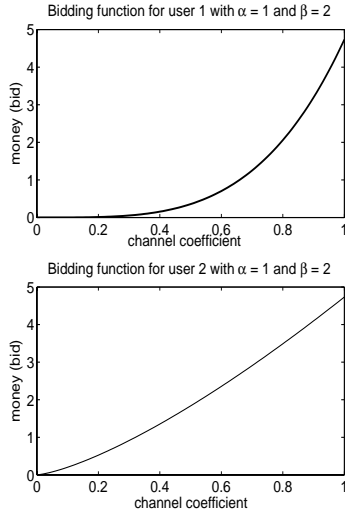 Bidding function for user 1 with α = 1 and β = 2
5
4
3
2
1
0
money (bid)
0 0.2 0.4 0.6 0.8 1
channel coefficient
Bidding function for user 2 with α = 1 and β = 2
5
4
3
2
1
0
money (bid)
0 0.2 0.4 0.6 0.8 1
channel coefficient